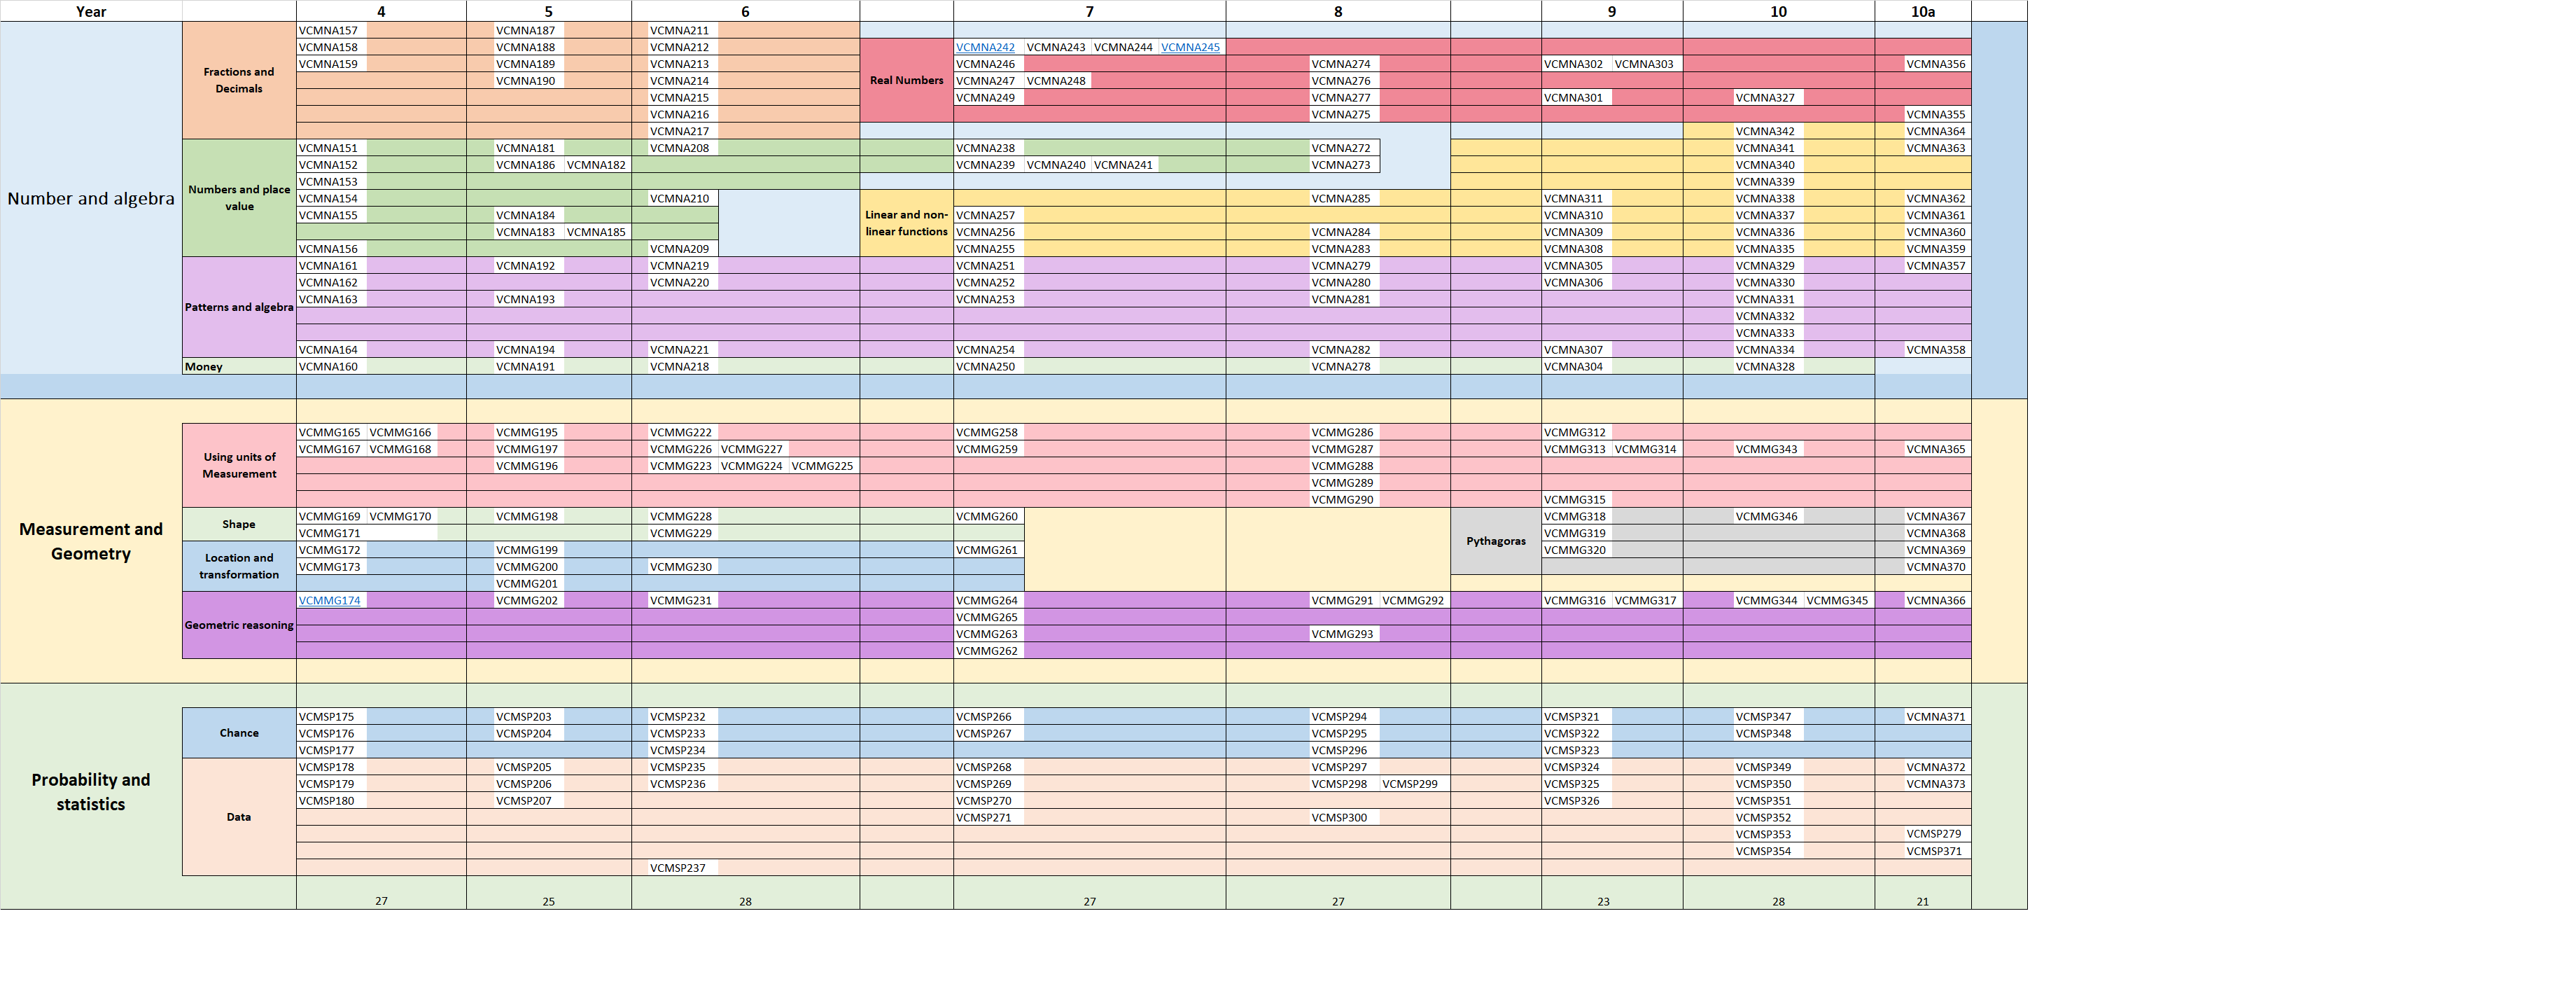 Year 4 5 6 7 8 9 10 10a
VCMNA157 VCMNA187 VCMNA211
VCMNA158 VCMNA188 VCMNA212 VCMNA242 VCMNA243 VCMNA244 VCMNA245
VCMNA159 VCMNA189 VCMNA213 VCMNA246 VCMNA274 VCMNA302 VCMNA303 VCMNA356
Fractions and Decimals VCMNA190 VCMNA214 Real Numbers VCMNA247 VCMNA248 VCMNA276
VCMNA215 VCMNA249 VCMNA277 VCMNA301 VCMNA327
VCMNA216 VCMNA275 VCMNA355
VCMNA217 VCMNA342 VCMNA364
VCMNA151 VCMNA181 VCMNA208 VCMNA238 VCMNA272 VCMNA341 VCMNA363
VCMNA152 VCMNA186 VCMNA182 VCMNA239 VCMNA240 VCMNA241 VCMNA273 VCMNA340
VCMNA153 VCMNA339
Number and algebra Numbers and place value VCMNA154 VCMNA210 VCMNA285 VCMNA311 VCMNA338 VCMNA362
VCMNA155 VCMNA184 Linear and non-linear functions VCMNA257 VCMNA310 VCMNA337 VCMNA361
VCMNA183 VCMNA185 VCMNA256 VCMNA284 VCMNA309 VCMNA336 VCMNA360
VCMNA156 VCMNA209 VCMNA255 VCMNA283 VCMNA308 VCMNA335 VCMNA359
VCMNA161 VCMNA192 VCMNA219 VCMNA251 VCMNA279 VCMNA305 VCMNA329 VCMNA357
VCMNA162 VCMNA220 VCMNA252 VCMNA280 VCMNA306 VCMNA330
Patterns and algebra VCMNA163 VCMNA193 VCMNA253 VCMNA281 VCMNA331
VCMNA332
VCMNA333
VCMNA164 VCMNA194 VCMNA221 VCMNA254 VCMNA282 VCMNA307 VCMNA334 VCMNA358
Money VCMNA160 VCMNA191 VCMNA218 VCMNA250 VCMNA278 VCMNA304 VCMNA328
VCMMG165 VCMMG166 VCMMG195 VCMMG222 VCMMG258 VCMMG286 VCMMG312
Using units of Measurement VCMMG167 VCMMG168 VCMMG197 VCMMG226 VCMMG227 VCMMG259 VCMMG287 VCMMG313 VCMMG314 VCMMG343 VCMNA365
VCMMG196 VCMMG223 VCMMG224 VCMMG225 VCMMG288
VCMMG289
VCMMG290 VCMMG315
Measurement and Geometry Shape VCMMG169 VCMMG170 VCMMG198 VCMMG228 VCMMG260 VCMMG318 VCMMG346 VCMNA367
VCMMG171 VCMMG229 Pythagoras VCMMG319 VCMNA368
Location and transformation VCMMG172 VCMMG199 VCMMG261 VCMMG320 VCMNA369
VCMMG173 VCMMG200 VCMMG230 VCMNA370
VCMMG201
VCMMG174 VCMMG202 VCMMG231 VCMMG264 VCMMG291 VCMMG292 VCMMG316 VCMMG317 VCMMG344 VCMMG345 VCMNA366
Geometric reasoning VCMMG265
VCMMG263 VCMMG293
VCMMG262
VCMSP175 VCMSP203 VCMSP232 VCMSP266 VCMSP294 VCMSP321 VCMSP347 VCMNA371
Chance VCMSP176 VCMSP204 VCMSP233 VCMSP267 VCMSP295 VCMSP322 VCMSP348
VCMSP177 VCMSP234 VCMSP296 VCMSP323
Probability and statistics VCMSP178 VCMSP205 VCMSP235 VCMSP268 VCMSP297 VCMSP324 VCMSP349 VCMNA372
VCMSP179 VCMSP206 VCMSP236 VCMSP269 VCMSP298 VCMSP299 VCMSP325 VCMSP350 VCMNA373
VCMSP180 VCMSP207 VCMSP270 VCMSP326 VCMSP351
Data VCMSP271 VCMSP300 VCMSP352
VCMSP353 VCMSP279
VCMSP354 VCMSP371
VCMSP237
27 25 28 27 27 23 28 21